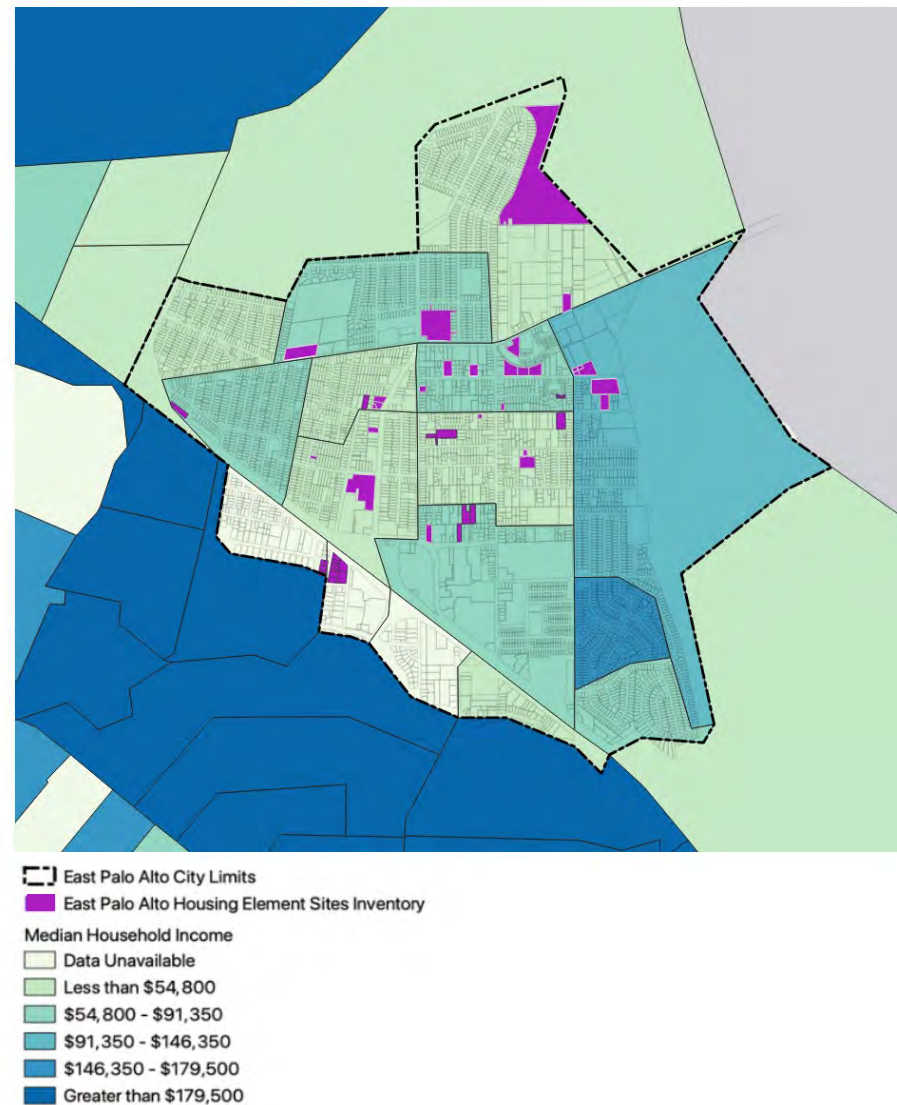 East Palo Alto City Limits
East Palo Alto Housing Element Sites Inventory
Median Household Income
Data Unavailable
Less than $54,800
$54,800 - $91,350
$91,350 - $146,350
$146,350 - $179,500
Greater than $179,500